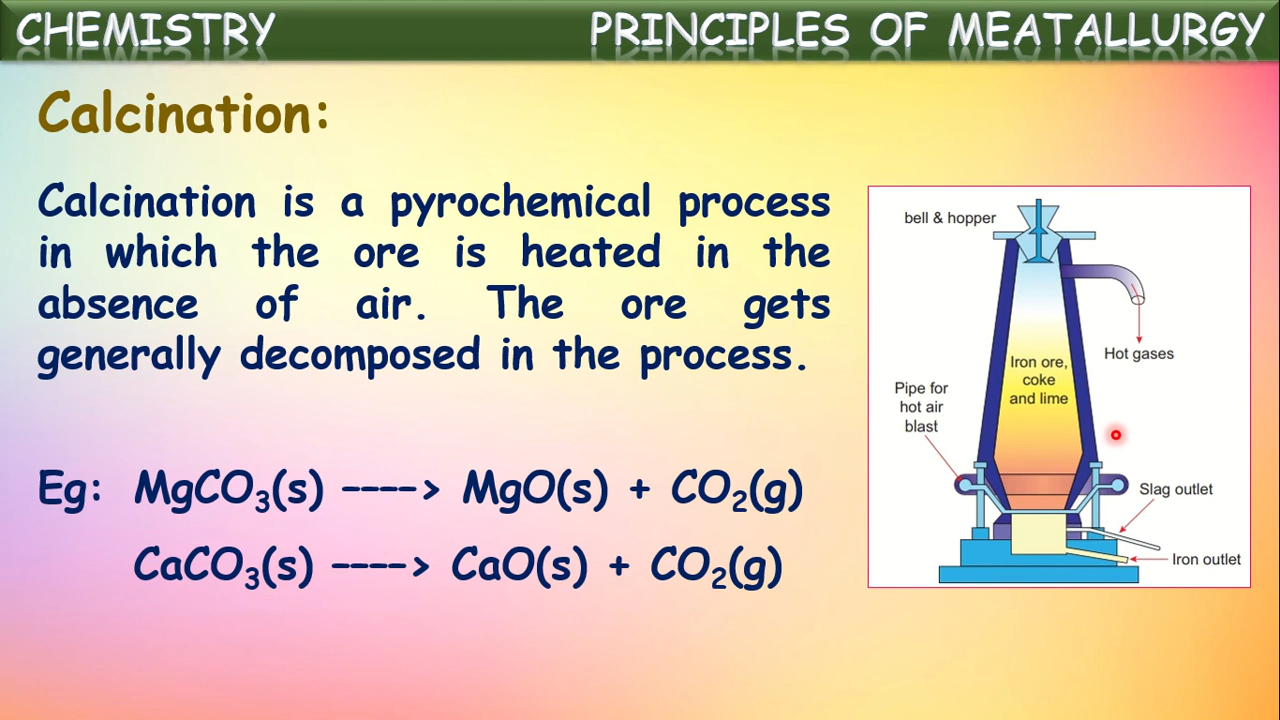 CHEMISTRY
PRINCIPLES OF MEATALLURGY
Calcination:
Calcination is a pyrochemical process
in which the ore is heated in the
absence of air. The ore gets
generally decomposed in the process.
Eg: MgCO₃(s) ----> MgO(s) + CO₂(g)
CaCO₃(s) ----> CaO(s) + CO₂(g)
bell & hopper
Hot gases
Iron ore,
coke
and lime
Pipe for
hot air
blast
Slag outlet
Iron outlet